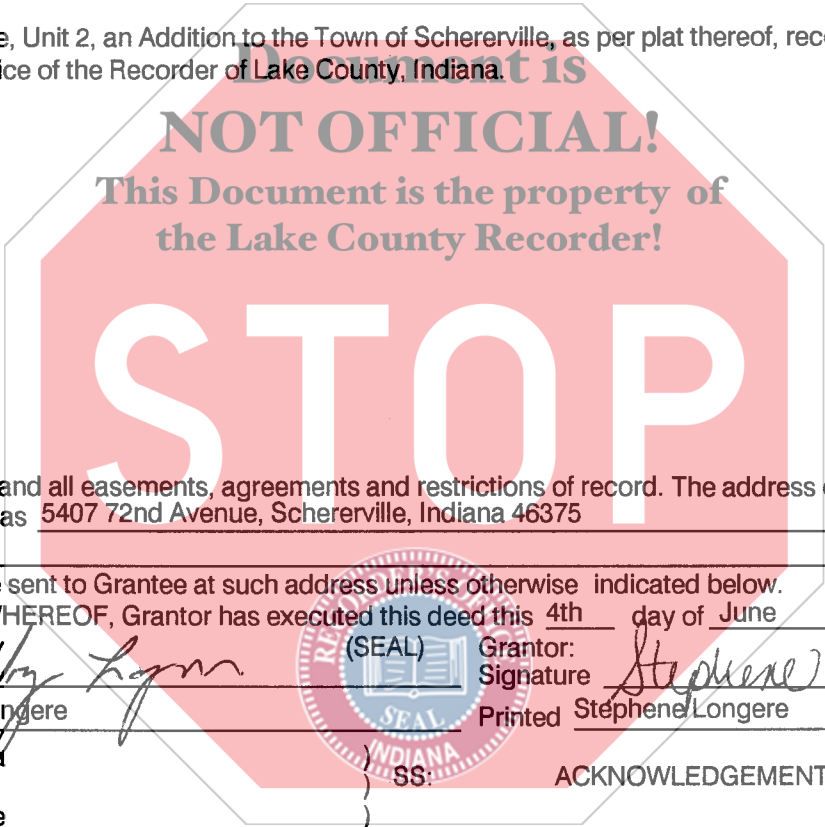 e, Unit 2, an Addition to the Town of Schererville, as per plat thereof, rec
ice of the Recorder of Lake County, Indiana.
Document is
NOT OFFICIAL!
This Document is the property of
the Lake County Recorder!
STOP
and all easements, agreements and restrictions of record. The address
as 5407 72nd Avenue, Schererville, Indiana 46375
sent to Grantee at such address unless otherwise indicated below.
HEREOF, Grantor has executed this deed this 4th day of June
(SEAL) Grantor:
Signature Stephene
ngere Printed Stephene Longere
RECORDER'S OFFICE
SEAL
INDIANA
SS: ACKNOWLEDGEMENT